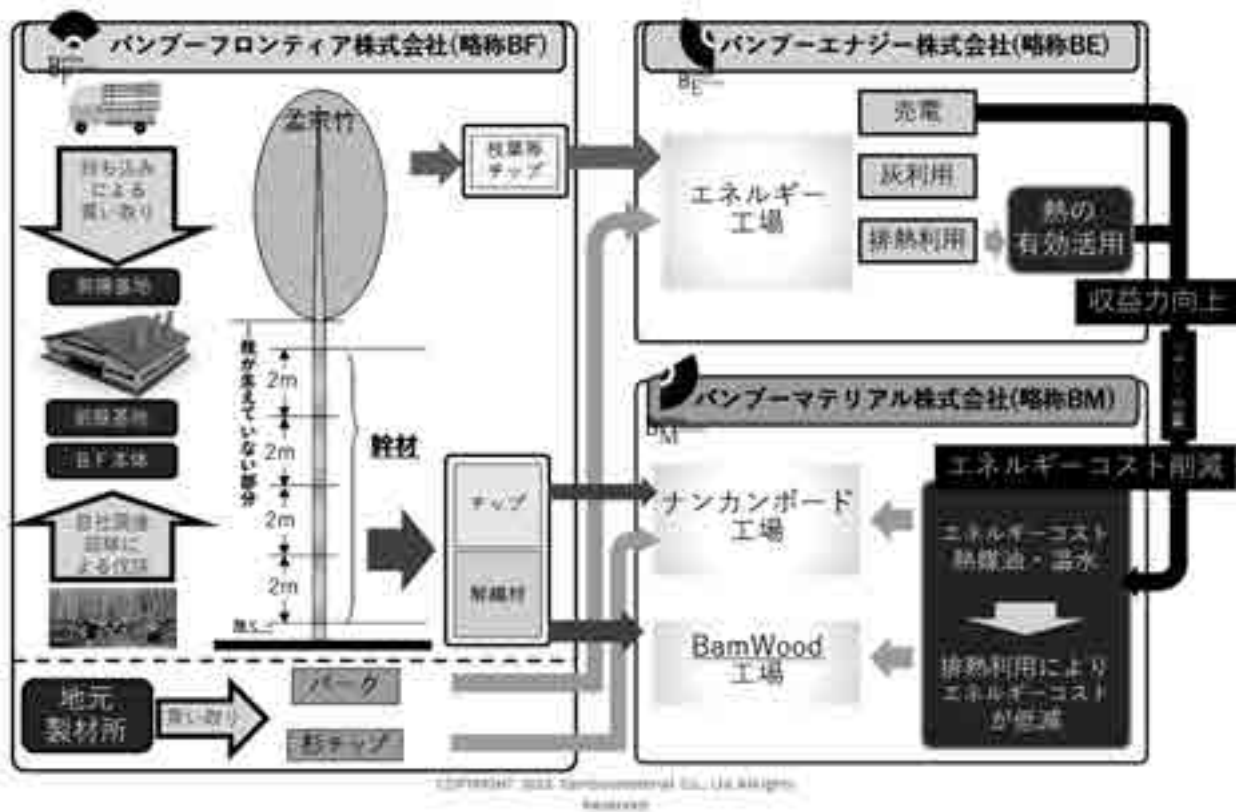 バンブーフロンティア株式会社(略称BF)
BF
持ち込み
による
買い取り
孟宗竹
枝葉等
チップ
枝が生えていない部分
2m
2m
2m
2m
幹材
BF本体
による伐採
チップ
解繊材
地元
製材所
買い取り
バーク
杉チップ
バンブーエナジー株式会社(略称BE)
BE
エネルギー
工場
売電
灰利用
排熱利用
熱の
有効活用
収益力向上
バンブーマテリアル株式会社(略称BM)
BM
エネルギーコスト削減
ナンカンボード
工場
BamWood
工場
エネルギーコスト
熱媒油・温水
排熱利用により
エネルギーコスト
が低減
COPYRIGHT
Reserved